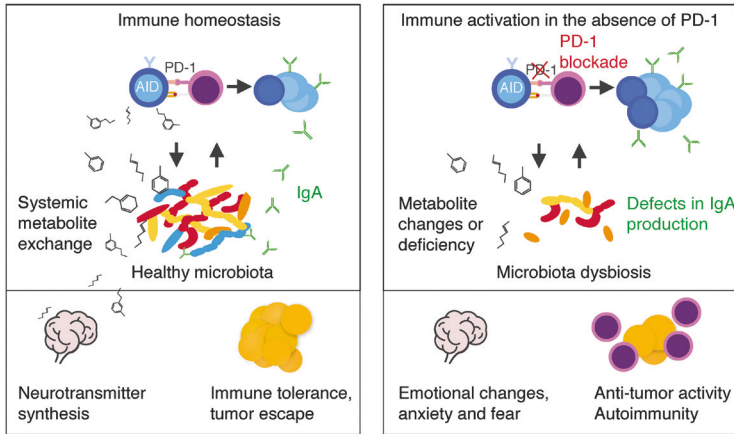 Immune homeostasis
PD-1
AID
IgA
Systemic
metabolite
exchange
Healthy microbiota
Neurotransmitter
synthesis
Immune tolerance,
tumor escape
Immune activation in the absence of PD-1
PD-1
blockade
PD-1
AID
Metabolite
changes or
deficiency
Defects in IgA
production
Microbiota dysbiosis
Emotional changes,
anxiety and fear
Anti-tumor activity
Autoimmunity